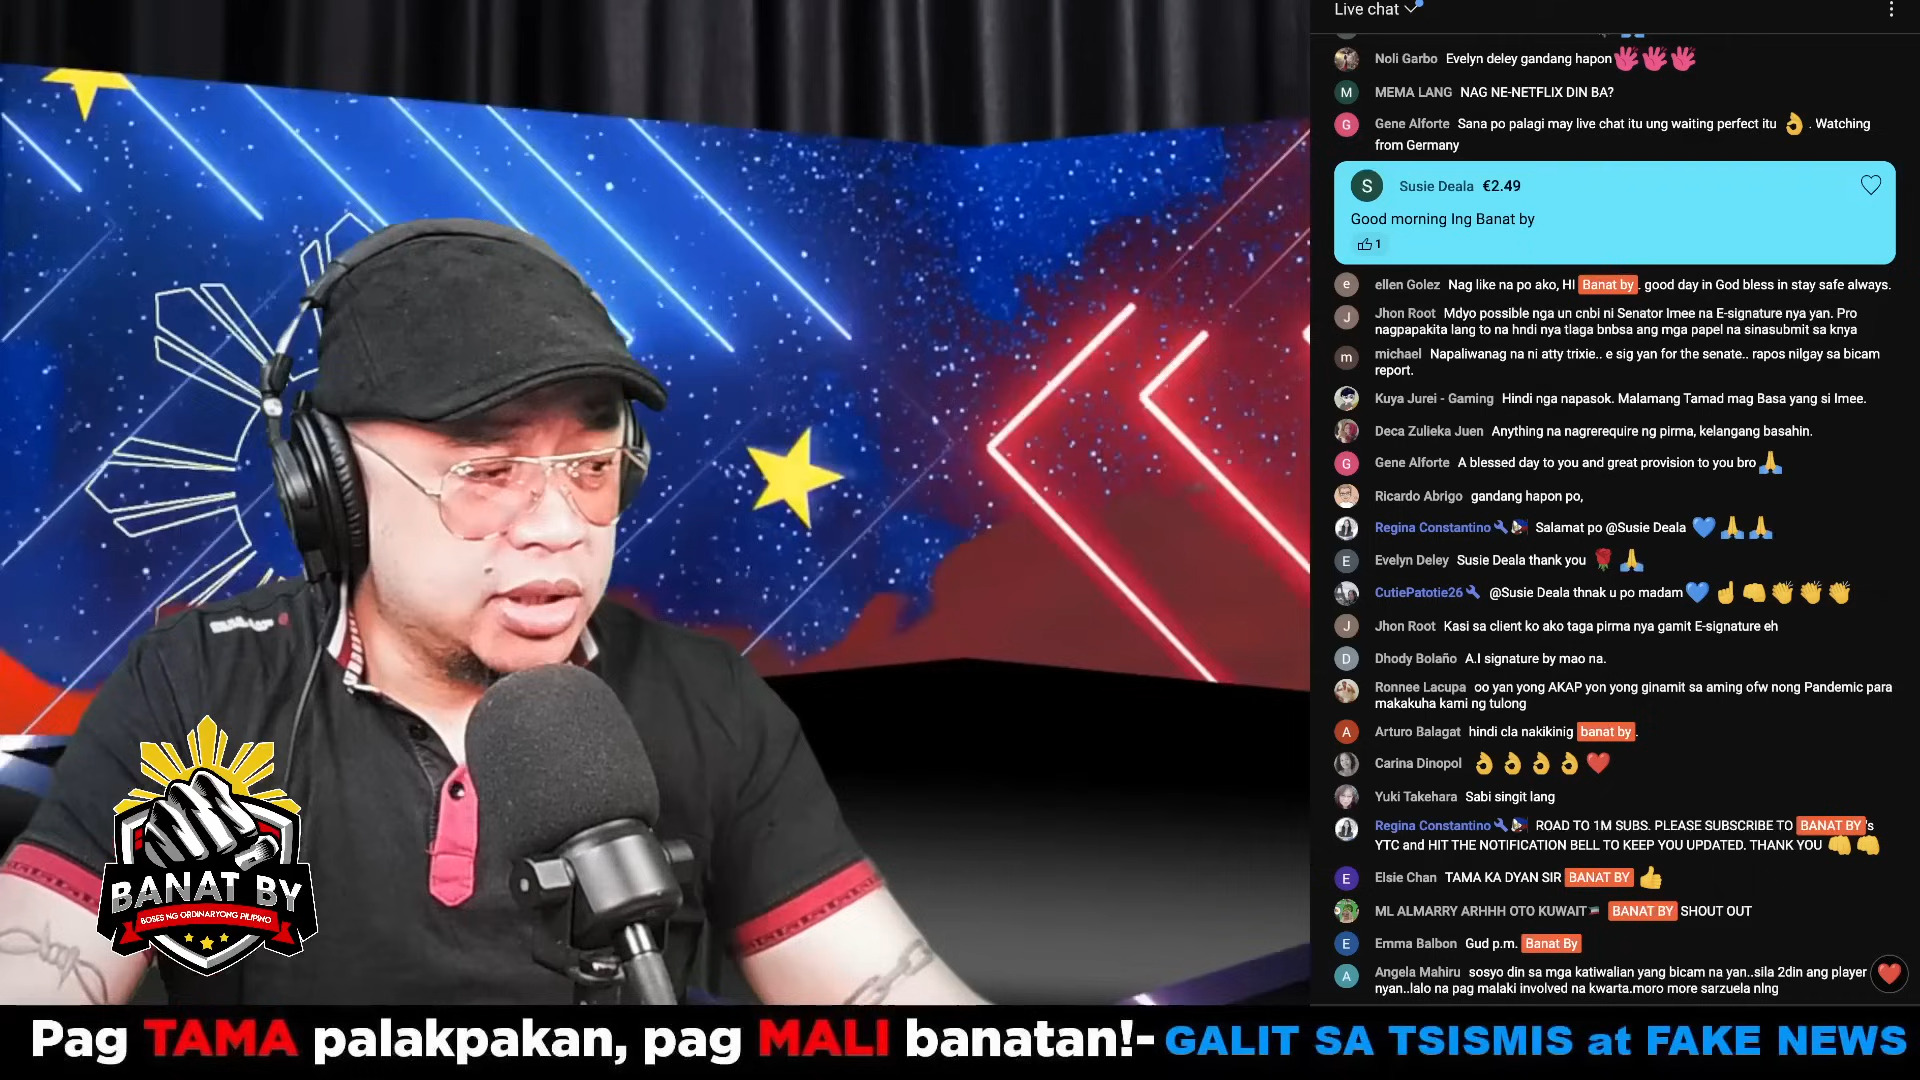 Live chat
Noli Garbo Evelyn deley gandang hapon
M MEMA LANG NAG NE-NETFLIX DIN BA?
G Gene Alforte Sana po palagi may live chat itu ung waiting perfect itu 👌 . Watching
from Germany
S Susie Deala €2.49
Good morning Ing Banat by
1
e ellen Golez Nag like na po ako, HI Banat by . good day in God bless in stay safe always.
J Jhon Root Mdyo possible nga un cnbi ni Senator Imee na E-signature nya yan. Pro
nagpapakita lang to na hndi nya tlaga bnbsa ang mga papel na sinasubmit sa knya
m michael Napaliwanag na ni atty trixie.. e sig yan for the senate.. rapos nilgay sa bicam
report.
Kuya Jurei - Gaming Hindi nga napasok. Malamang Tamad mag Basa yang si Imee.
Deca Zulieka Juen Anything na nagrerequire ng pirma, kelangang basahin.
G Gene Alforte A blessed day to you and great provision to you bro 🙏
Ricardo Abrigo gandang hapon po,
Regina Constantino Salamat po @Susie Deala 💙 🙏 🙏
E Evelyn Deley Susie Deala thank you 🌹 🙏
CutiePatotie26 @Susie Deala thnak u po madam 💙 ☝ 👊 👏 👏 👏
J Jhon Root Kasi sa client ko ako taga pirma nya gamit E-signature eh
D Dhody Bolaño A.I signature by mao na.
Ronnee Lacupa oo yan yong AKAP yon yong ginamit sa aming ofw nong Pandemic para
makakuha kami ng tulong
A Arturo Balagat hindi cla nakikinig banat by .
Carina Dinopol 👌 👌 👌 👌 ❤️
Yuki Takehara Sabi singit lang
Regina Constantino ROAD TO 1M SUBS. PLEASE SUBSCRIBE TO BANAT BY 's
YTC and HIT THE NOTIFICATION BELL TO KEEP YOU UPDATED. THANK YOU 👊 👊
E Elsie Chan TAMA KA DYAN SIR BANAT BY 👍
ML ALMARRY ARHHH OTO KUWAIT🇰🇼 BANAT BY SHOUT OUT
E Emma Balbon Gud p.m. Banat By
A Angela Mahiru sosyo din sa mga katiwalian yang bicam na yan..sila 2din ang player
nyan..lalo na pag malaki involved na kwarta.moro more sarzuela nlng
BANAT BY
BOSES NG ORDINARYONG PILIPINO
Pag TAMA palakpakan, pag MALI banatan!- GALIT SA TSISMIS at FAKE NEWS